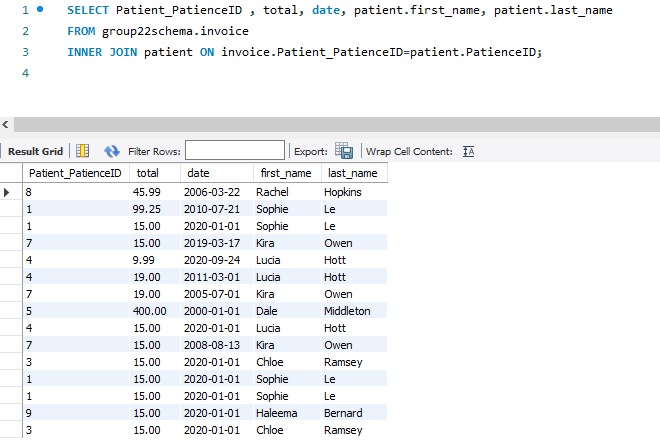 1 SELECT Patient_PatienceID , total, date, patient.first_name, patient.last_name
2 FROM group22schema.invoice
3 INNER JOIN patient ON invoice.Patient_PatienceID=patient.PatienceID;
4
Result Grid Filter Rows: Export: Wrap Cell Content:
Patient_PatienceID total date first_name last_name
8 45.99 2006-03-22 Rachel Hopkins
1 99.25 2010-07-21 Sophie Le
1 15.00 2020-01-01 Sophie Le
7 15.00 2019-03-17 Kira Owen
4 9.99 2020-09-24 Lucia Hott
4 19.00 2011-03-01 Lucia Hott
7 19.00 2005-07-01 Kira Owen
5 400.00 2000-01-01 Dale Middleton
4 15.00 2020-01-01 Lucia Hott
7 15.00 2008-08-13 Kira Owen
3 15.00 2020-01-01 Chloe Ramsey
1 15.00 2020-01-01 Sophie Le
1 15.00 2020-01-01 Sophie Le
9 15.00 2020-01-01 Haleema Bernard
3 15.00 2020-01-01 Chloe Ramsey